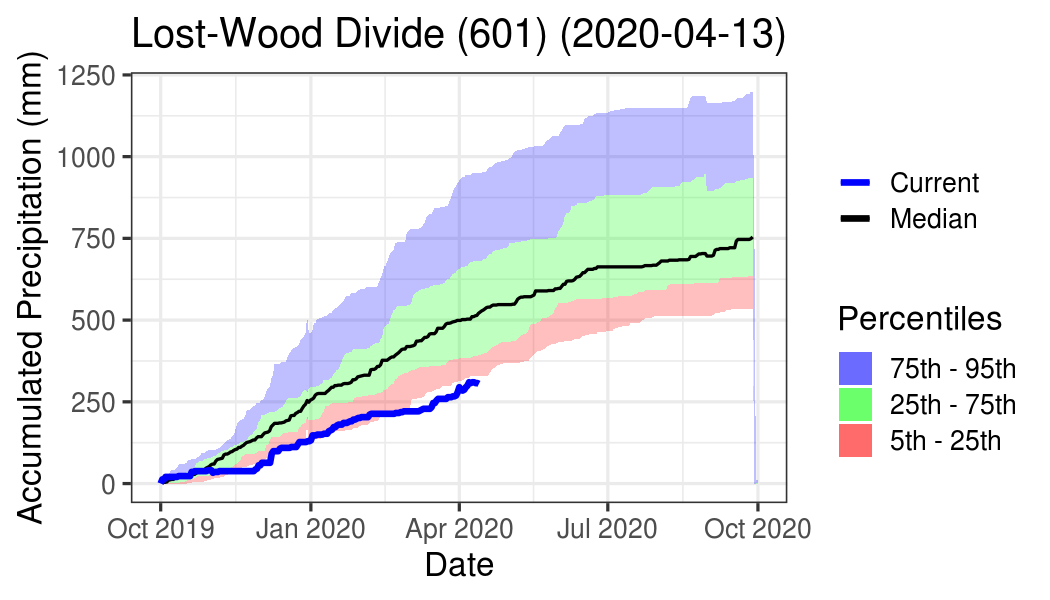 Lost-Wood Divide (601) (2020-04-13)
Accumulated Precipitation (mm)
1250
1000
750
500
250
0
Oct 2019
Jan 2020
Apr 2020
Jul 2020
Oct 2020
Date
Current
Median
Percentiles
75th - 95th
25th - 75th
5th - 25th